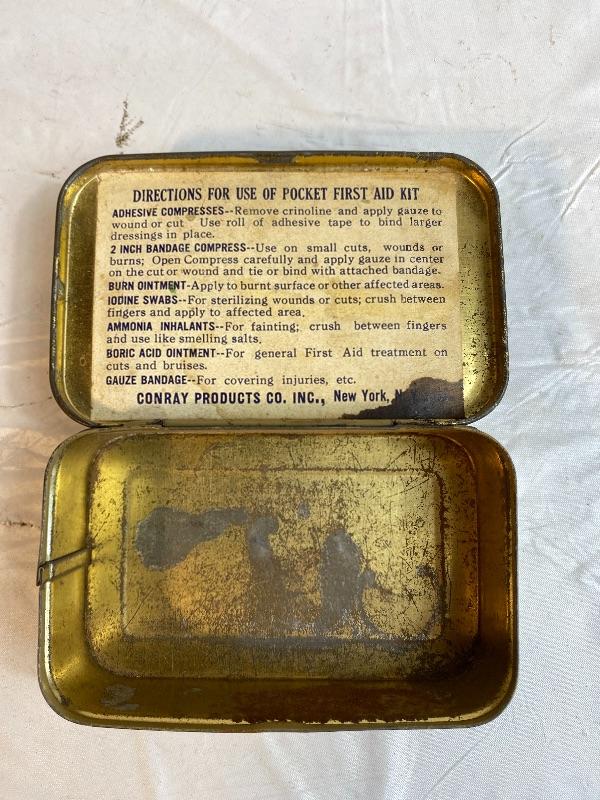 DIRECTIONS FOR USE OF POCKET FIRST AID KIT
ADHESIVE COMPRESSES--Remove crinoline and apply gauze to
wound or cut Use roll of adhesive tape to bind larger
dressings in place.
2 INCH BANDAGE COMPRESS--Use on small cuts, wounds or
burns; Open Compress carefully and apply gauze in center
on the cut or wound and tie or bind with attached bandage.
BURN OINTMENT-Apply to burnt surface or other affected areas.
IODINE SWABS--For sterilizing wounds or cuts; crush between
fingers and apply to affected area.
AMMONIA INHALANTS--For fainting; crush between fingers
and use like smelling salts.
BORIC ACID OINTMENT--For general First Aid treatment on
cuts and bruises.
GAUZE BANDAGE--For covering injuries, etc.
CONRAY PRODUCTS CO. INC., New York,